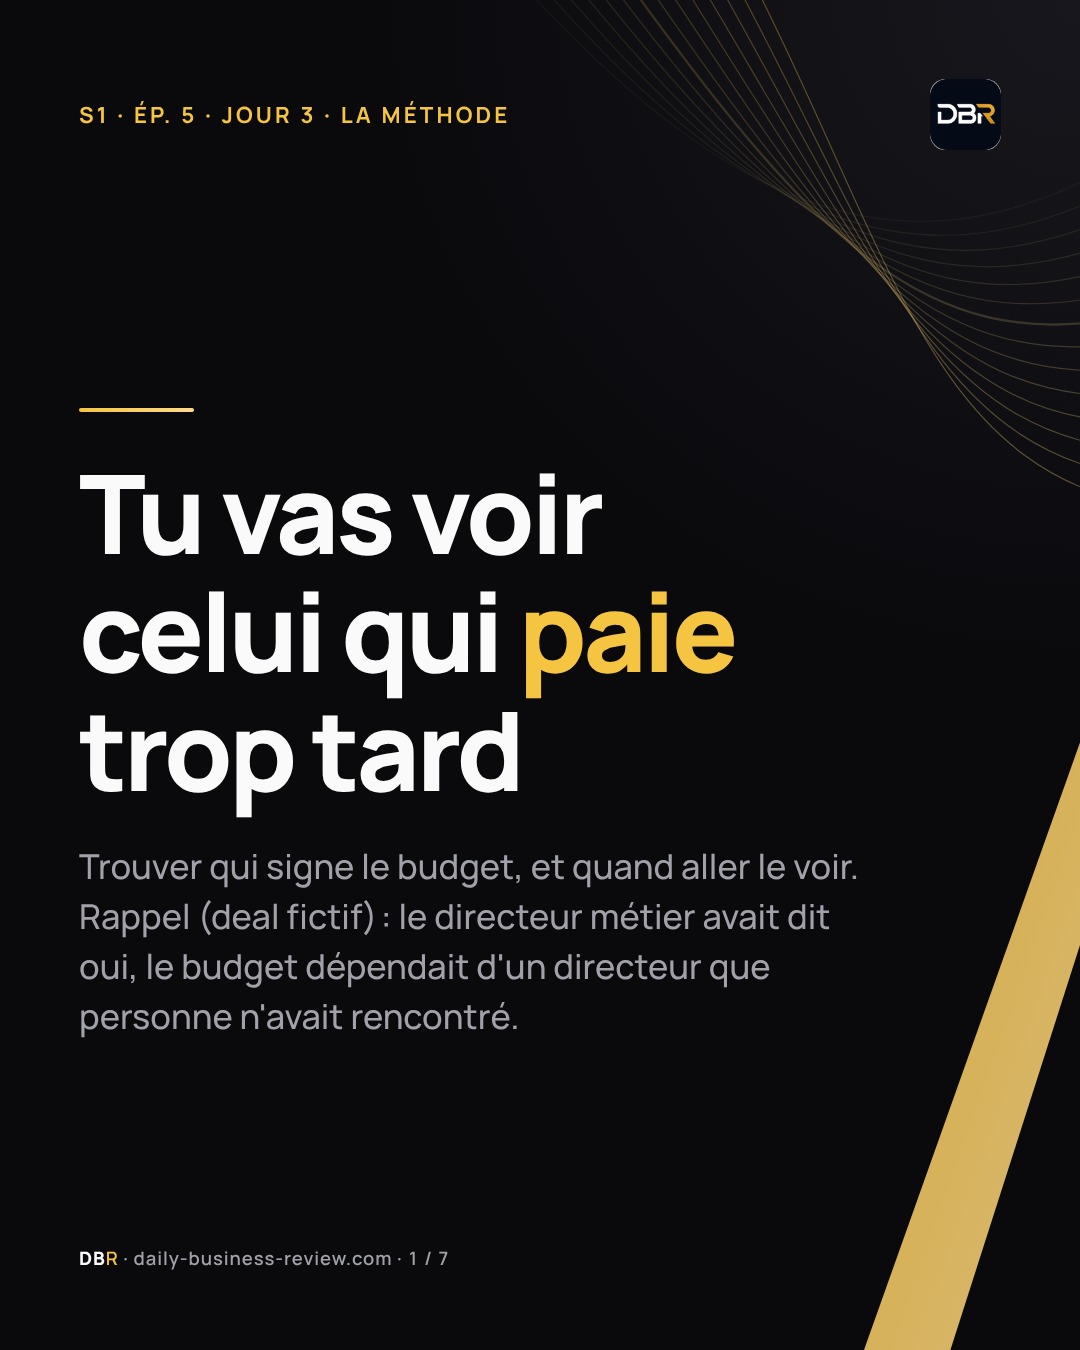 S1 · ÉP. 5 · JOUR 3 · LA MÉTHODE
DBR
Tu vas voir
celui qui paie
trop tard
Trouver qui signe le budget, et quand aller le voir.
Rappel (deal fictif) : le directeur métier avait dit
oui, le budget dépendait d'un directeur que
personne n'avait rencontré.
DBR · daily-business-review.com · 1 / 7